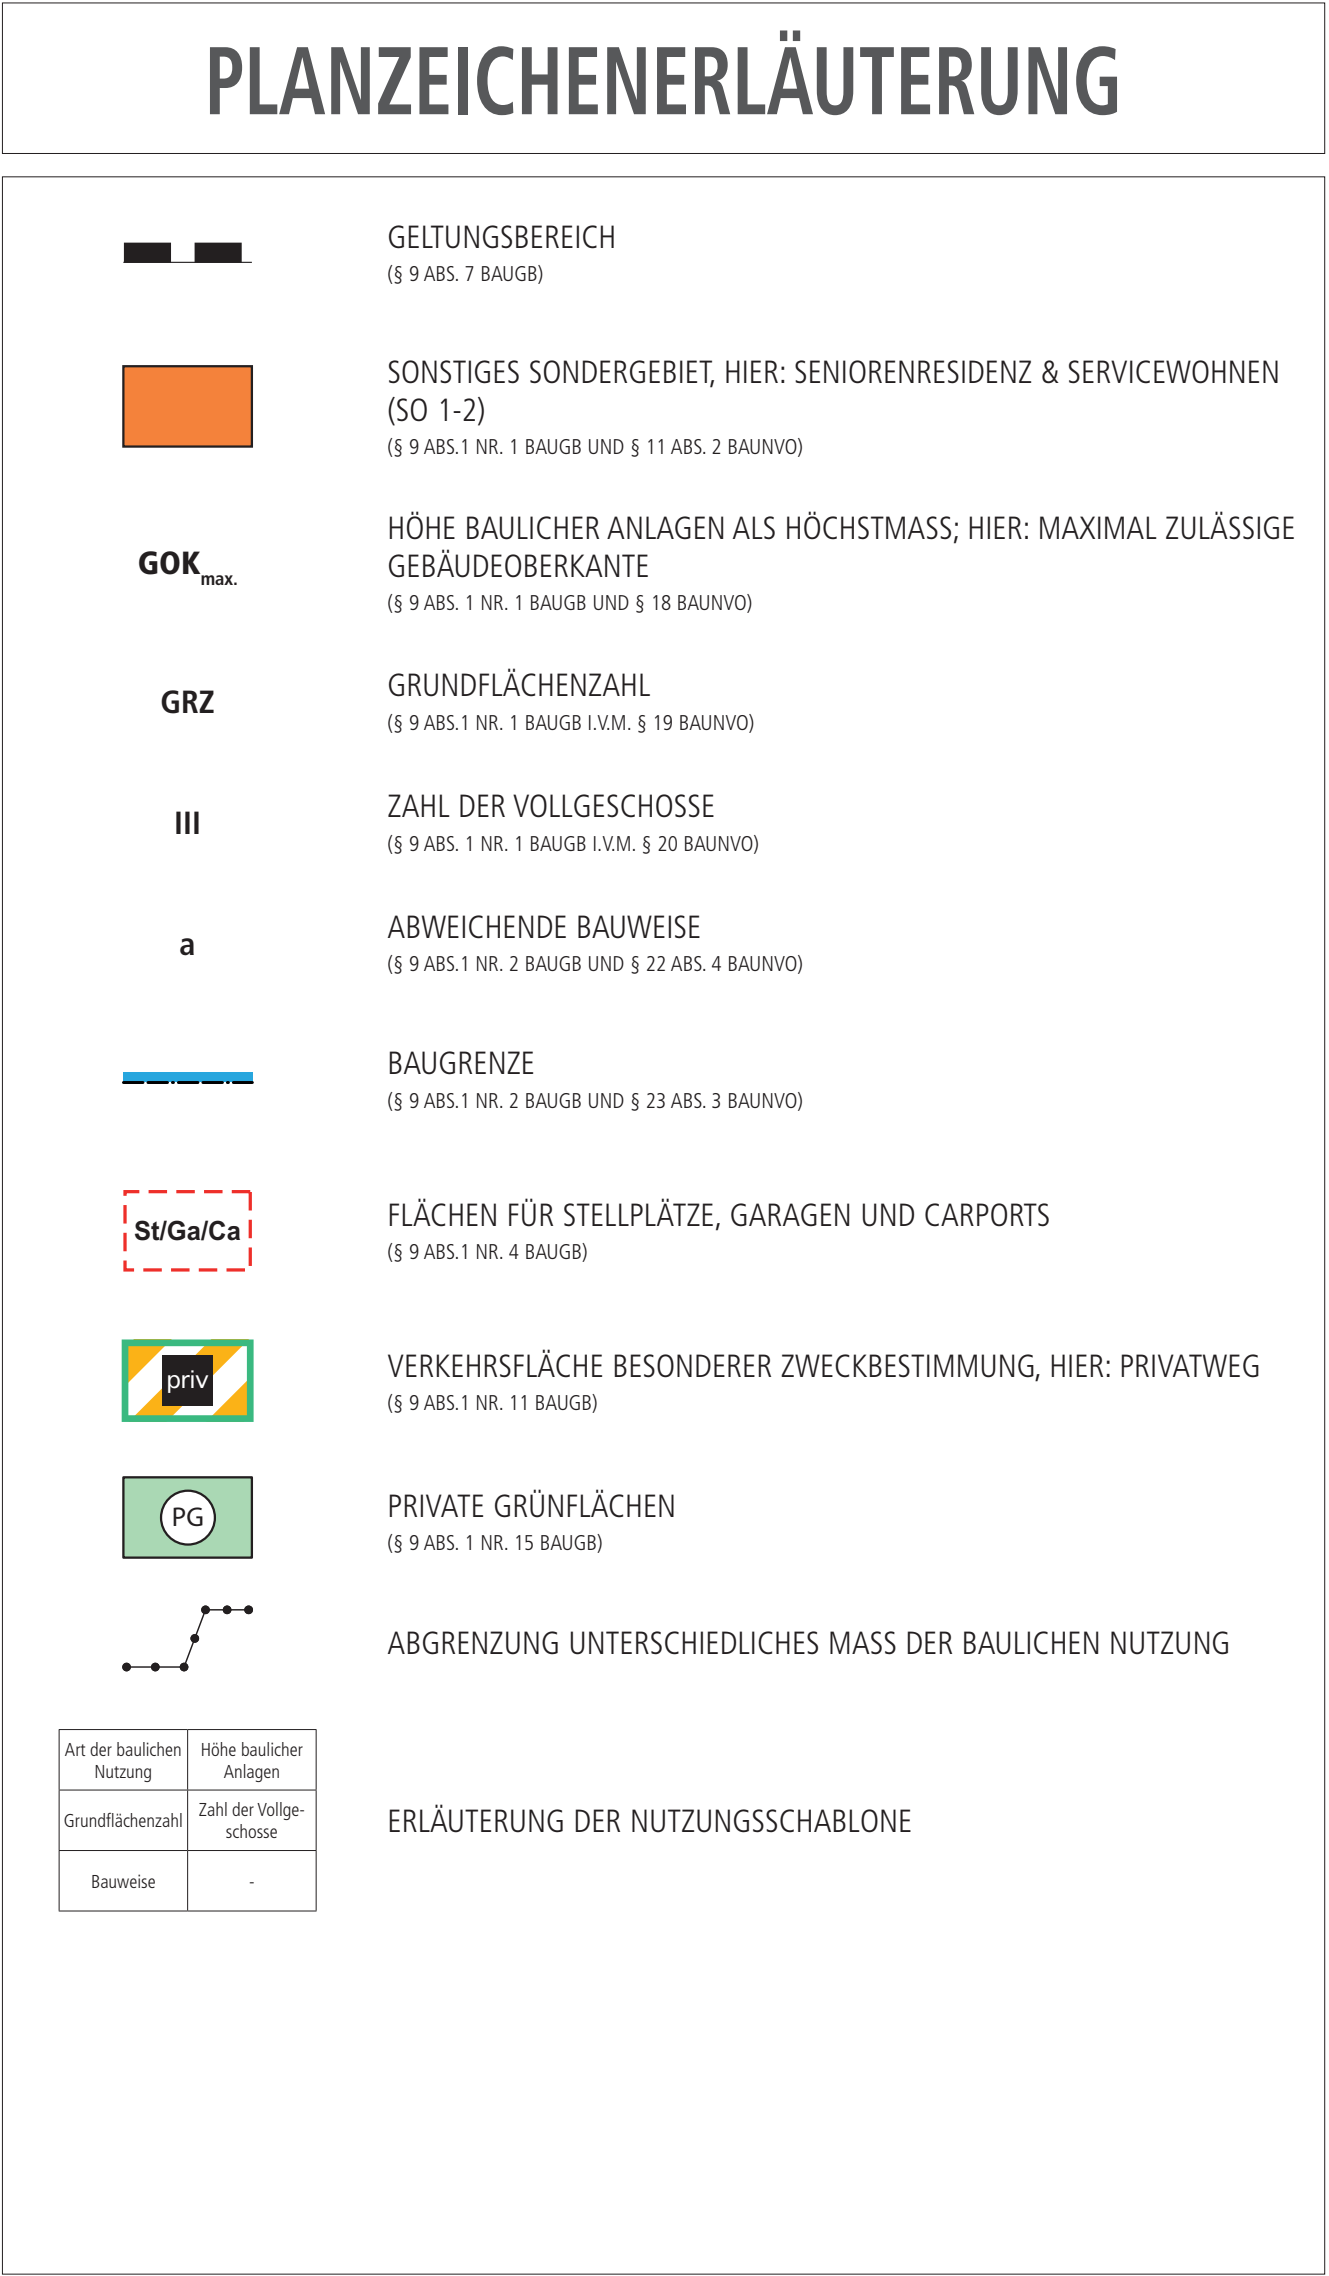 PLANZEICHENERLÄUTERUNG
GELTUNGSBEREICH
(§ 9 ABS. 7 BAUGB)
SONSTIGES SONDERGEBIET, HIER: SENIORENRESIDENZ & SERVICEWOHNEN
(SO 1-2)
(§ 9 ABS.1 NR. 1 BAUGB UND § 11 ABS. 2 BAUNVO)
GOK max.
HÖHE BAULICHER ANLAGEN ALS HÖCHSTMASS; HIER: MAXIMAL ZULÄSSIGE
GEBÄUDEOBERKANTE
(§ 9 ABS. 1 NR. 1 BAUGB UND § 18 BAUNVO)
GRZ
GRUNDFLÄCHENZAHL
(§ 9 ABS.1 NR. 1 BAUGB I.V.M. § 19 BAUNVO)
III
ZAHL DER VOLLGESCHOSSE
(§ 9 ABS. 1 NR. 1 BAUGB I.V.M. § 20 BAUNVO)
a
ABWEICHENDE BAUWEISE
(§ 9 ABS.1 NR. 2 BAUGB UND § 22 ABS. 4 BAUNVO)
BAUGRENZE
(§ 9 ABS.1 NR. 2 BAUGB UND § 23 ABS. 3 BAUNVO)
St/Ga/Ca
FLÄCHEN FÜR STELLPLÄTZE, GARAGEN UND CARPORTS
(§ 9 ABS.1 NR. 4 BAUGB)
priv
VERKEHRSFLÄCHE BESONDERER ZWECKBESTIMMUNG, HIER: PRIVATWEG
(§ 9 ABS.1 NR. 11 BAUGB)
PG
PRIVATE GRÜNFLÄCHEN
(§ 9 ABS. 1 NR. 15 BAUGB)
ABGRENZUNG UNTERSCHIEDLICHES MASS DER BAULICHEN NUTZUNG
Art der baulichen
Nutzung
Höhe baulicher
Anlagen
Grundflächenzahl
Zahl der Vollge-
schosse
Bauweise
-
ERLÄUTERUNG DER NUTZUNGSSCHABLONE